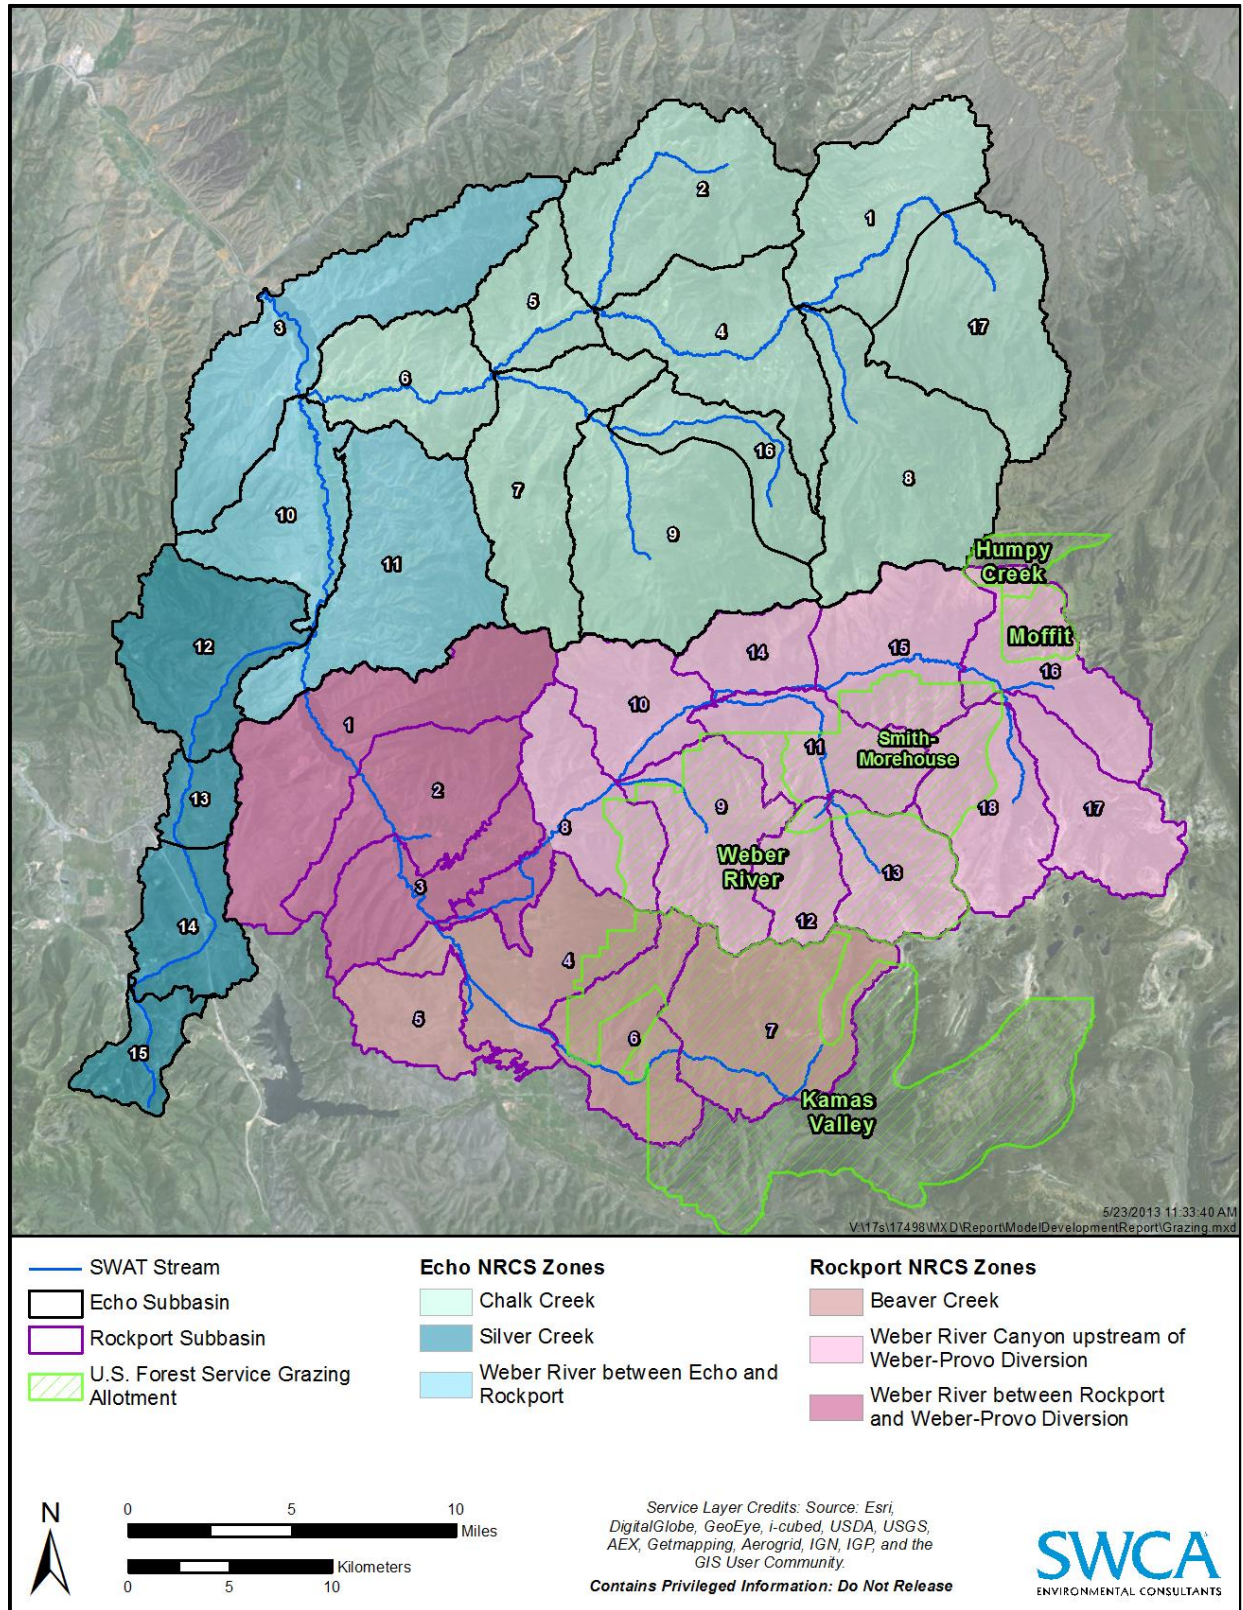 2
1
5
4
17
3
6
16
7
8
10
9
11
Humpy
Creek
12
Moffit
14
15
16
10
1
Smith-
Morehouse
11
2
13
9
18
17
8
Weber
River
13
3
12
14
4
5
7
6
15
Kamas
Valley
5/23/2013 11:33:40 AM
V:\17s\17498\MXD\Report\ModelDevelopmentReport\Grazing.mxd
SWAT Stream
Echo Subbasin
Rockport Subbasin
U.S. Forest Service Grazing
Allotment
Echo NRCS Zones
Chalk Creek
Silver Creek
Weber River between Echo and
Rockport
Rockport NRCS Zones
Beaver Creek
Weber River Canyon upstream of
Weber-Provo Diversion
Weber River between Rockport
and Weber-Provo Diversion
N
0 5 10
Miles
Kilometers
0 5 10
Service Layer Credits: Source: Esri,
DigitalGlobe, GeoEye, i-cubed, USDA, USGS,
AEX, Getmapping, Aerogrid, IGN, IGP, and the
GIS User Community.
Contains Privileged Information: Do Not Release
SWCA
ENVIRONMENTAL CONSULTANTS